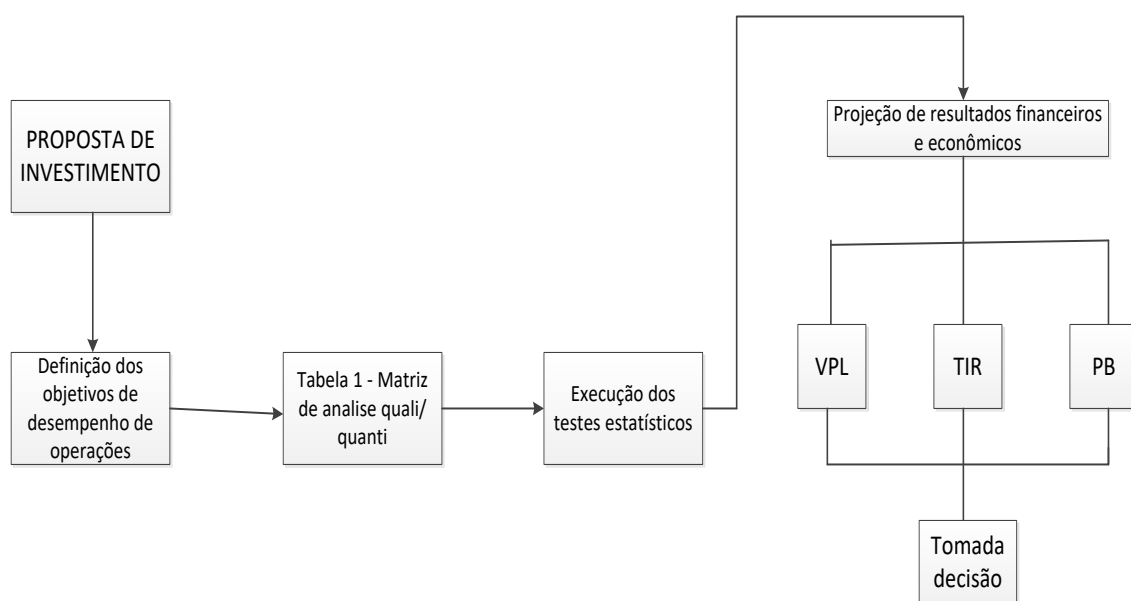 PROPOSTA DE
INVESTIMENTO
Definição dos
objetivos de
desempenho de
operações
Tabela 1 - Matriz
de analise quali/
quanti
Execução dos
testes estatísticos
Projeção de resultados financeiros
e econômicos
VPL
TIR
PB
Tomada
decisão